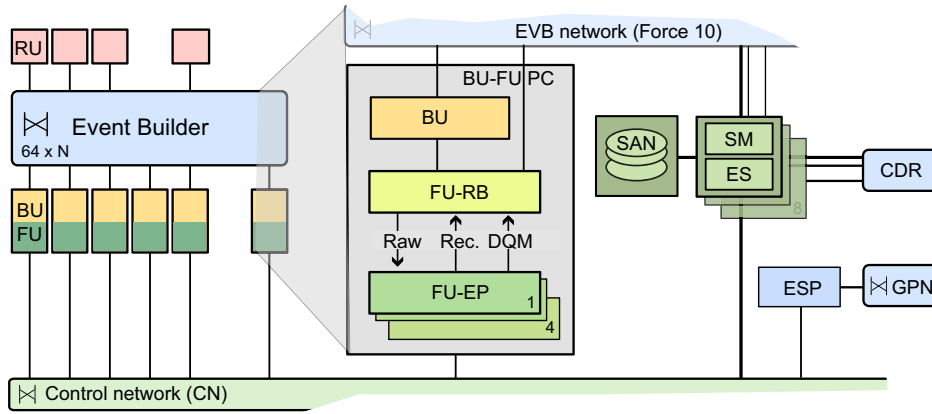 RU
Event Builder
64 x N
BU
FU
EVB network (Force 10)
BU-FU PC
BU
FU-RB
Raw
Rec.
DQM
FU-EP
1
4
SAN
SM
ES
8
CDR
ESP
GPN
Control network (CN)